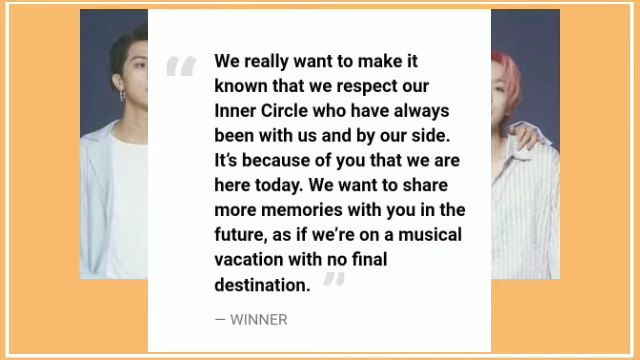 “
We really want to make it
known that we respect our
Inner Circle who have always
been with us and by our side.
It’s because of you that we are
here today. We want to share
more memories with you in the
future, as if we’re on a musical
vacation with no final
destination. ”
— WINNER